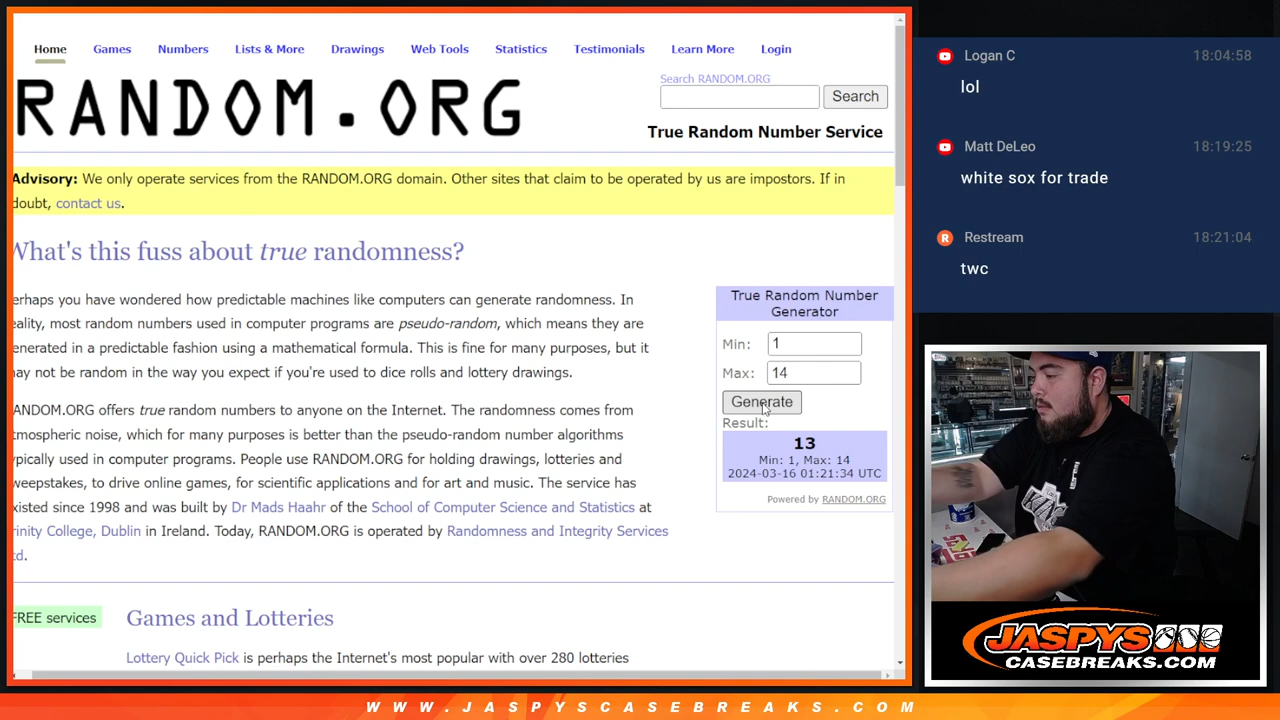 Home Games Numbers Lists & More Drawings Web Tools Statistics Testimonials Learn More Login
RANDOM.ORG
Search RANDOM.ORG
Search
True Random Number Service
Advisory: We only operate services from the RANDOM.ORG domain. Other sites that claim to be operated by us are impostors. If in
doubt, contact us.
What's this fuss about true randomness?
erhaps you have wondered how predictable machines like computers can generate randomness. In
eality, most random numbers used in computer programs are pseudo-random, which means they are
enerated in a predictable fashion using a mathematical formula. This is fine for many purposes, but it
ay not be random in the way you expect if you're used to dice rolls and lottery drawings.
ANDOM.ORG offers true random numbers to anyone on the Internet. The randomness comes from
tmospheric noise, which for many purposes is better than the pseudo-random number algorithms
ypically used in computer programs. People use RANDOM.ORG for holding drawings, lotteries and
weepstakes, to drive online games, for scientific applications and for art and music. The service has
xisted since 1998 and was built by Dr Mads Haahr of the School of Computer Science and Statistics at
rinity College, Dublin in Ireland. Today, RANDOM.ORG is operated by Randomness and Integrity Services
td.
True Random Number
Generator
Min: 1
Max: 14
Generate
Result:
13
Min: 1, Max: 14
2024-03-16 01:21:34 UTC
Powered by RANDOM.ORG
FREE services
Games and Lotteries
Lottery Quick Pick is perhaps the Internet's most popular with over 280 lotteries
Logan C 18:04:58
lol
Matt DeLeo 18:19:25
white sox for trade
Restream 18:21:04
twc
JASPYS
CASEBREAKS.COM
WWW.JASPYSCASEBREAKS.COM